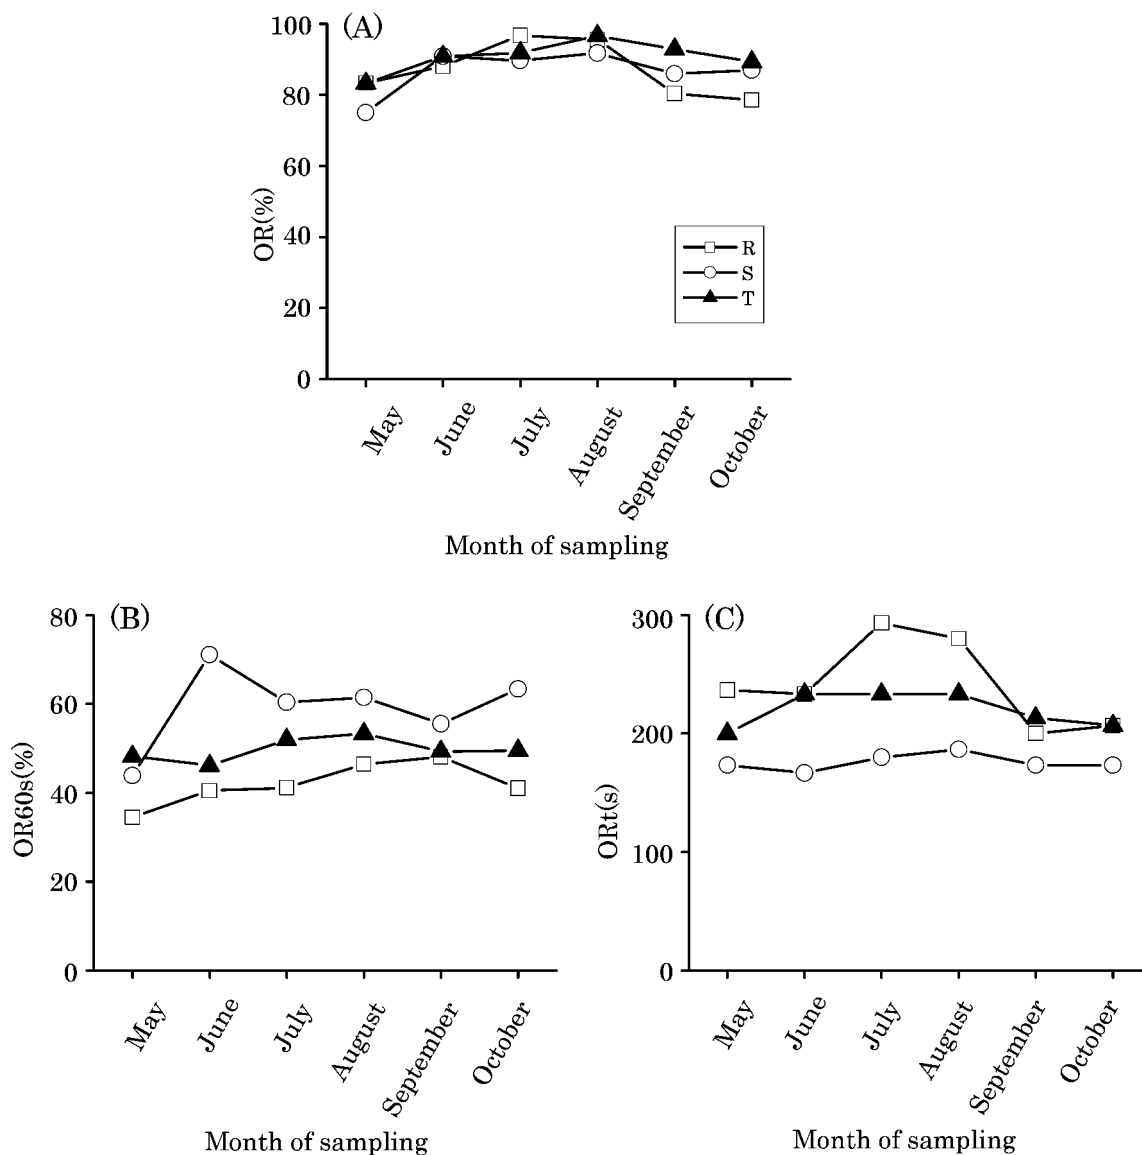 (A)
100
80
60
40
20
0
OR(%)
R
S
T
May
June
July
August
September
October
Month of sampling
(B)
80
60
40
20
0
OR60s(%)
May
June
July
August
September
October
Month of sampling
(C)
300
200
100
0
ORt(s)
May
June
July
August
September
October
Month of sampling